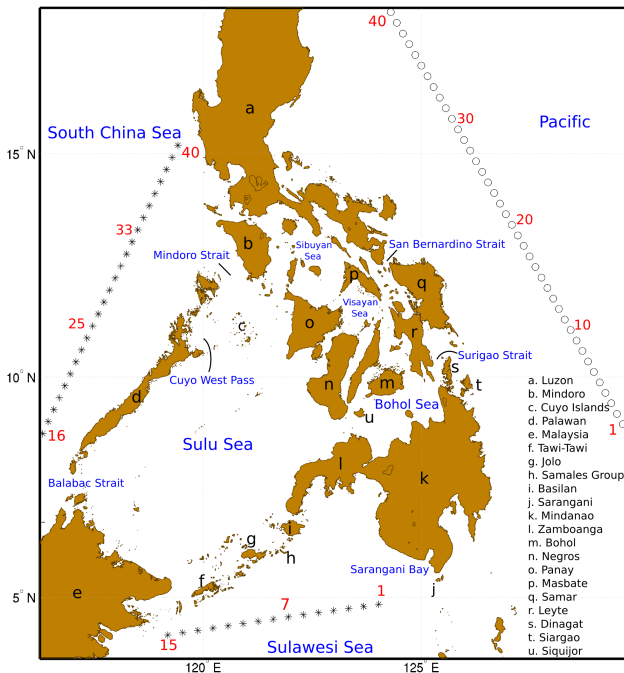 40
a
30
South China Sea
Pacific
15° N
40
20
33
b
Sibuyan
Sea
San Bernardino Strait
Mindoro Strait
p
q
Visayan
Sea
25
c
o
r
10
Surigao Strait
s
10° N
Cuyo West Pass
n
m
t
d
Bohol Sea
u
16
1
Sulu Sea
l
k
Balabac Strait
i
g
h
Sarangani Bay
f
j
e
5° N
1
7
15
Sulawesi Sea
120° E
125° E
a. Luzon
b. Mindoro
c. Cuyo Islands
d. Palawan
e. Malaysia
f. Tawi-Tawi
g. Jolo
h. Samales Group
i. Basilan
j. Sarangani
k. Mindanao
l. Zamboanga
m. Bohol
n. Negros
o. Panay
p. Masbate
q. Samar
r. Leyte
s. Dinagat
t. Siargao
u. Siquijor